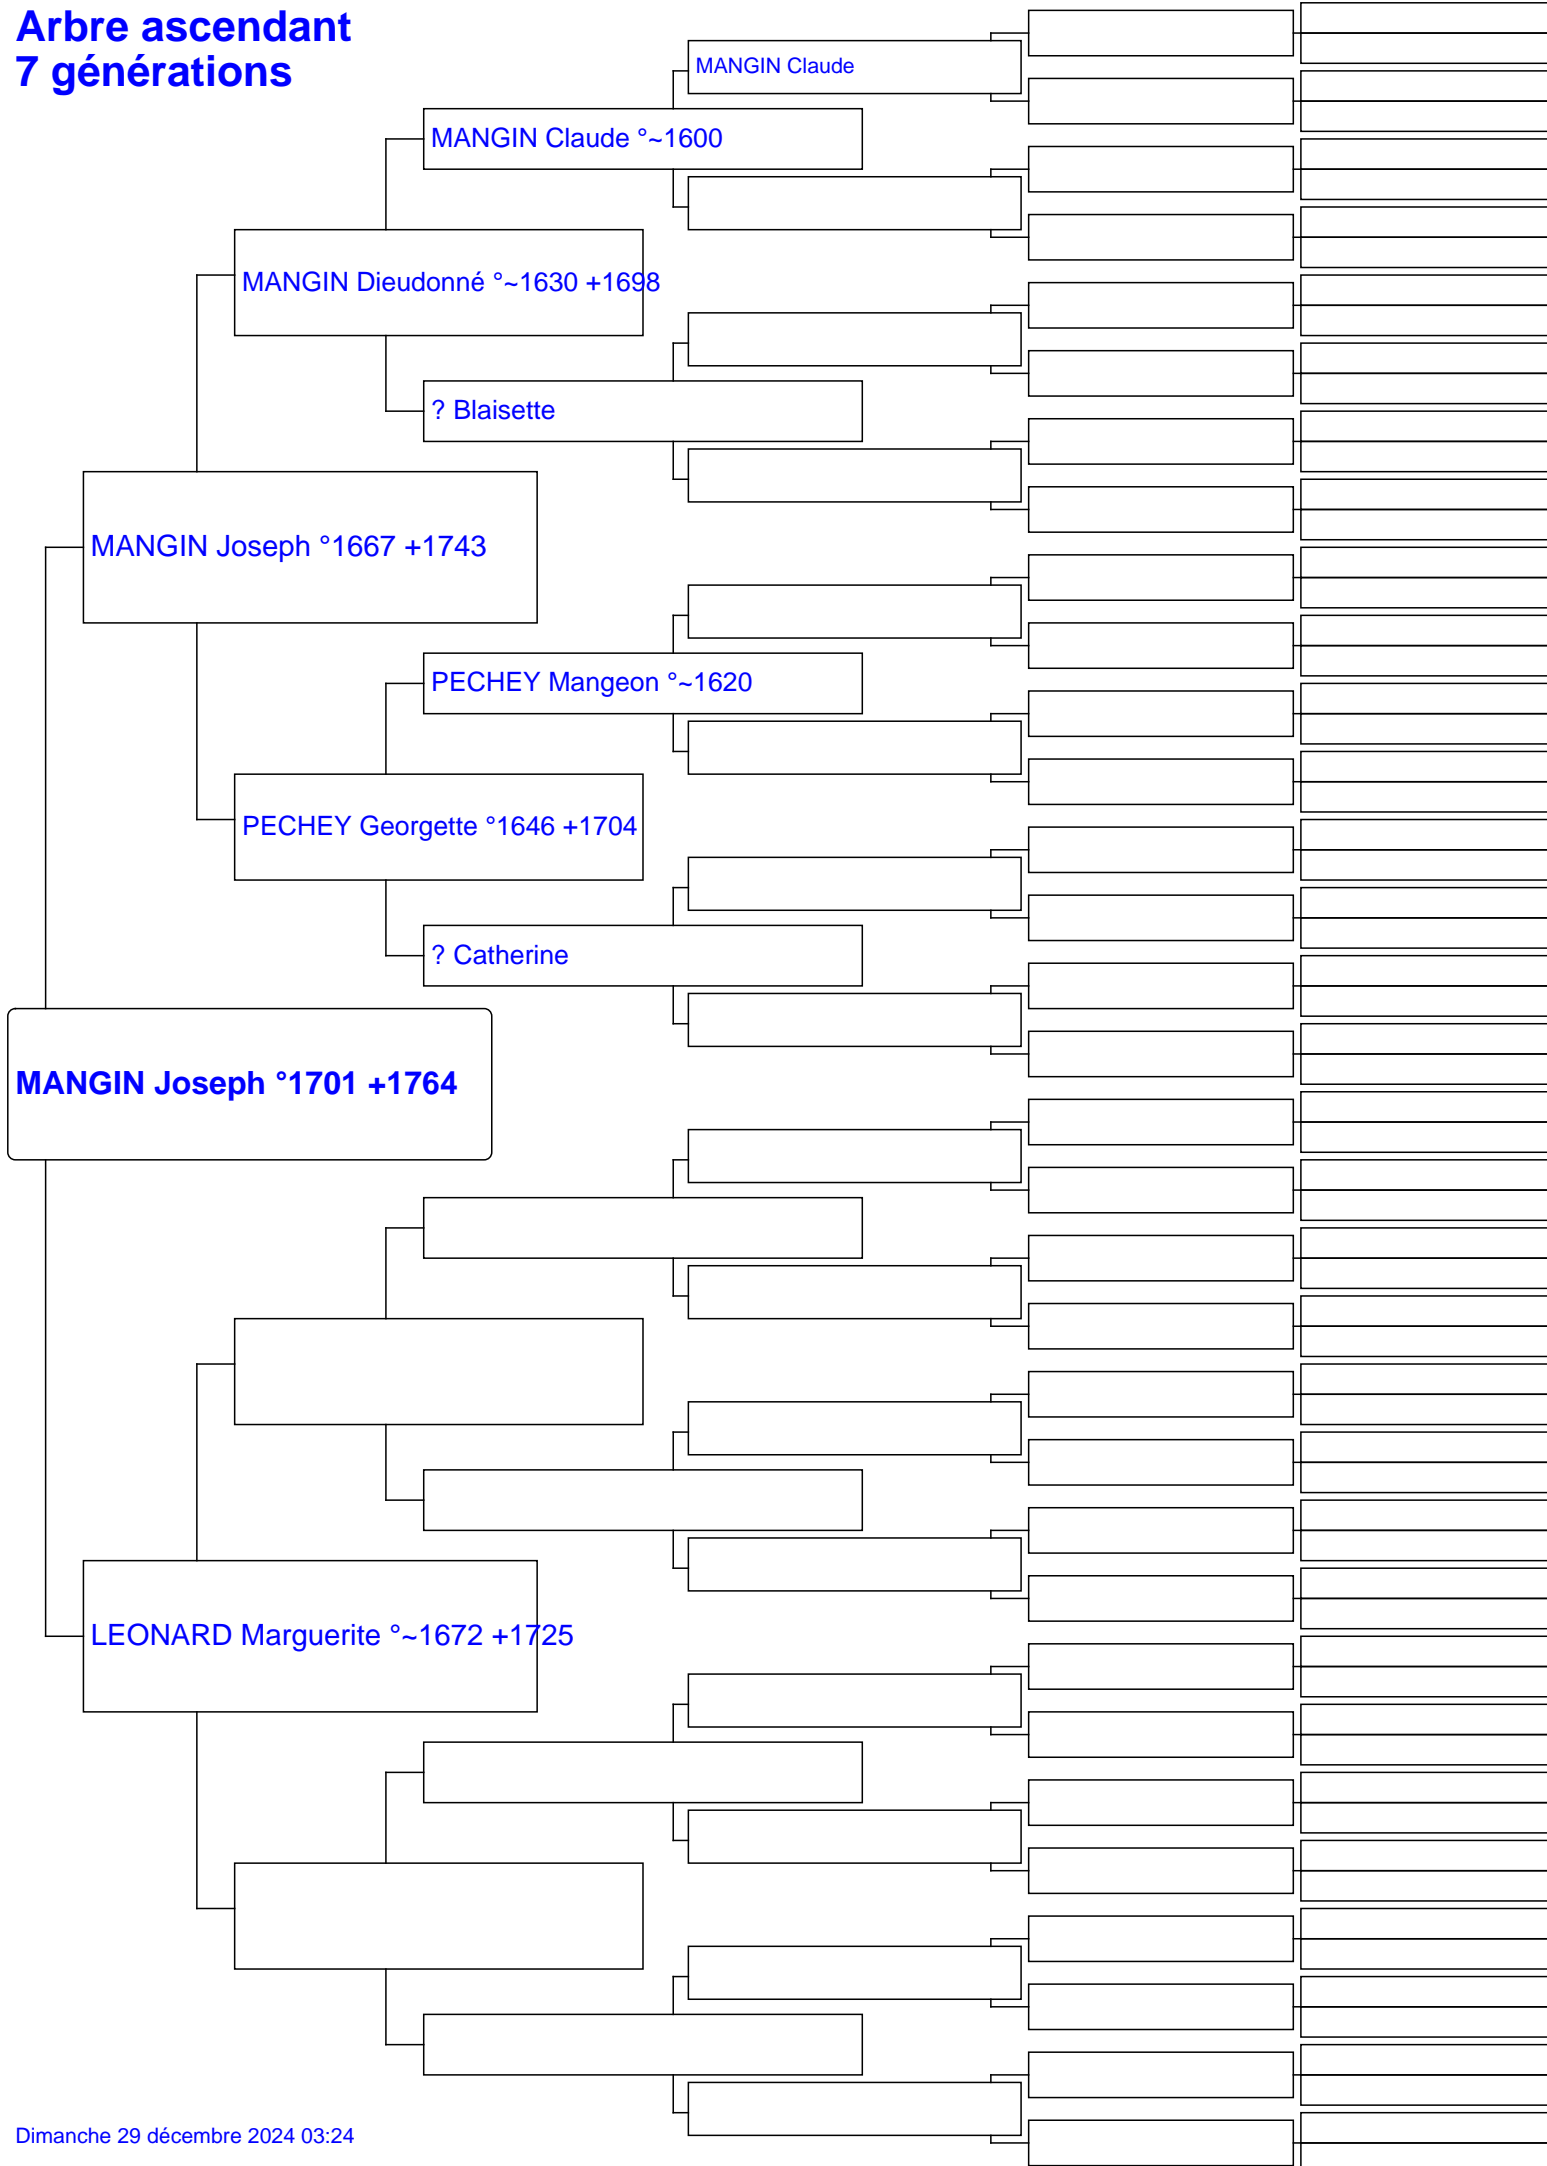 Arbre ascendant
7 générations
MANGIN Claude
MANGIN Claude °~1600
MANGIN Dieudonné °~1630 +1698
? Blaisette
MANGIN Joseph °1667 +1743
PECHEY Mangeon °~1620
PECHEY Georgette °1646 +1704
? Catherine
MANGIN Joseph °1701 +1764
LEONARD Marguerite °~1672 +1725
Dimanche 29 décembre 2024 03:24